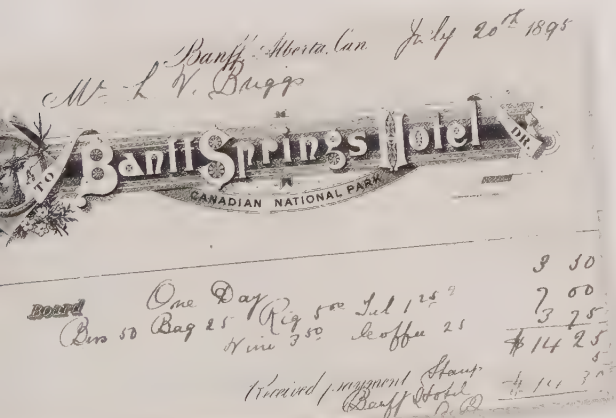 Banff, Alberta, Can July 20th 1895
Mr L V. Briggs
TO Banff Springs Hotel DR.
CANADIAN NATIONAL PARK
Board One Day 3 50
Bus 50 Bag 25 Rig 5 00 Tel 1 25 7 00
Wine 3 50 Coffee 25 3 75
$14 25
Received payment Stamp
Banff Hotel